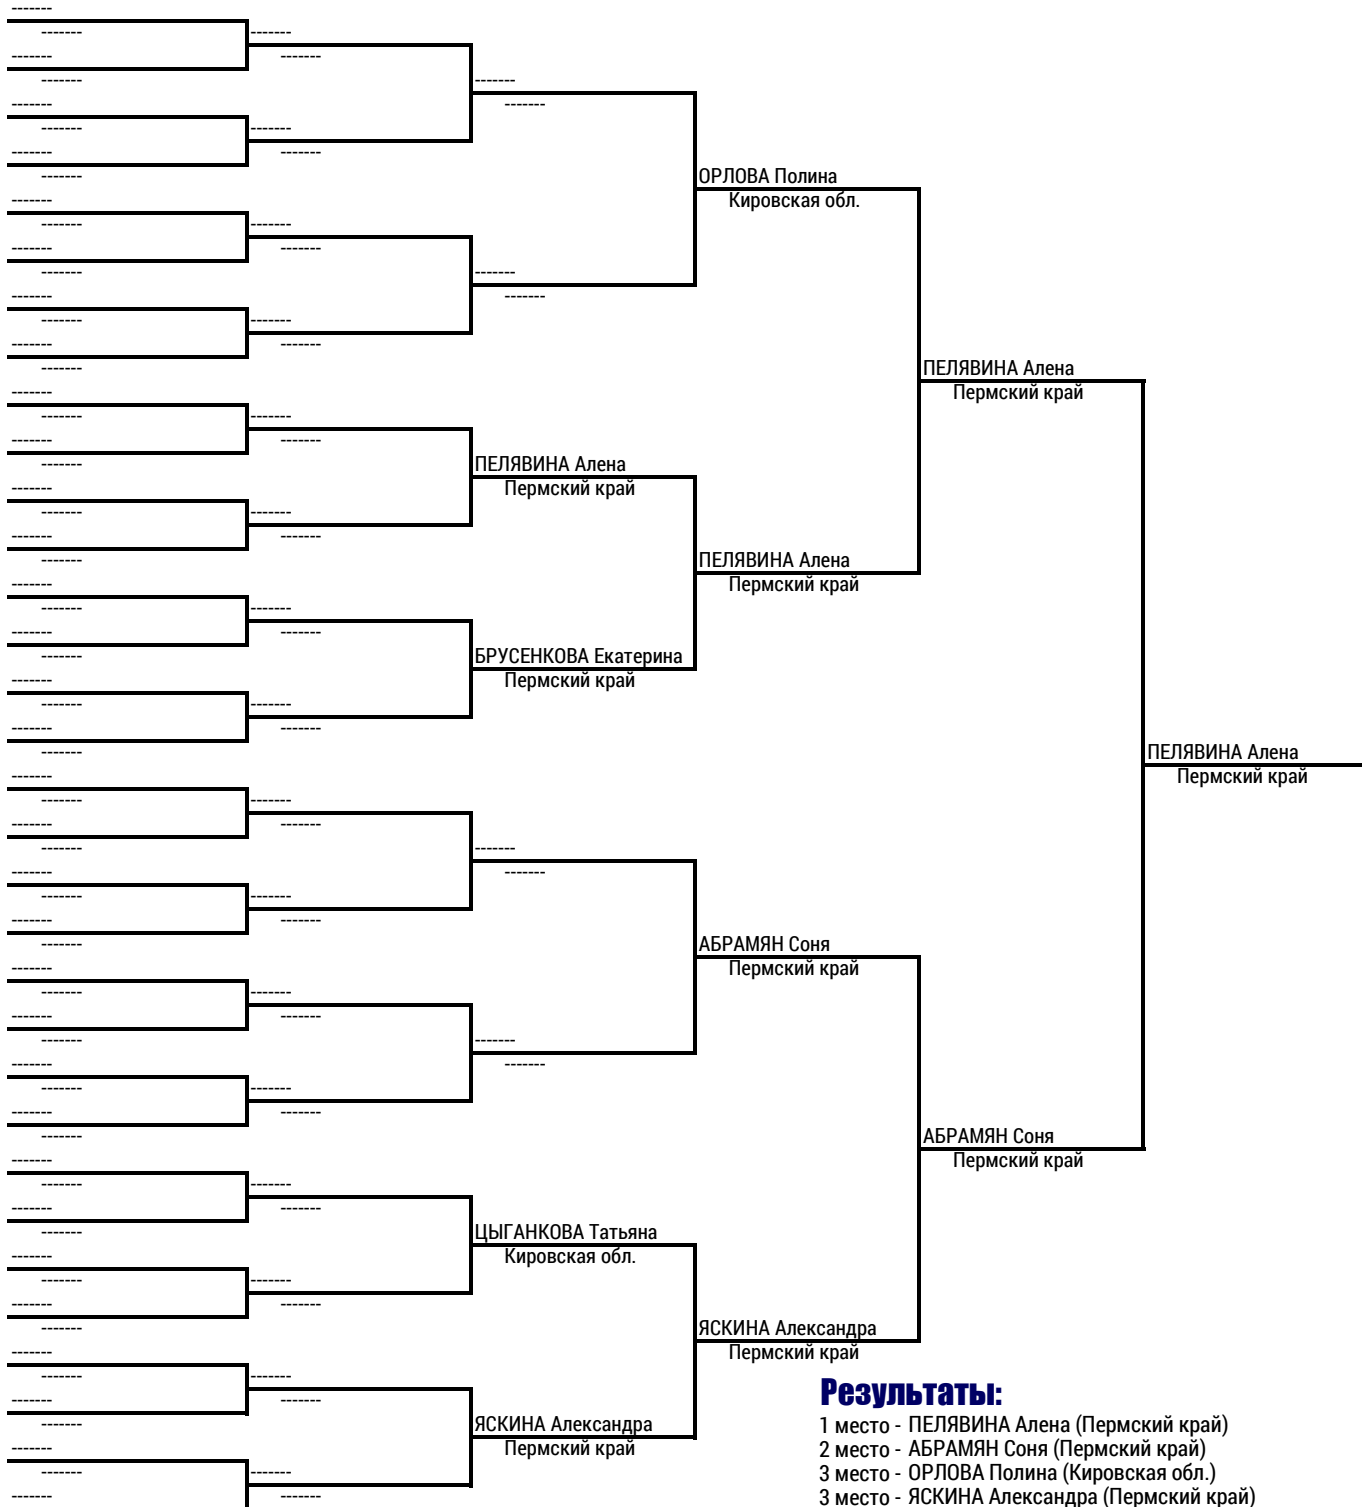 ОРЛОВА Полина
Кировская обл.
ПЕЛЯВИНА Алена
Пермский край
ПЕЛЯВИНА Алена
Пермский край
ПЕЛЯВИНА Алена
Пермский край
БРУСЕНКОВА Екатерина
Пермский край
ПЕЛЯВИНА Алена
Пермский край
АБРАМЯН Соня
Пермский край
АБРАМЯН Соня
Пермский край
ЦЫГАНКОВА Татьяна
Кировская обл.
ЯСКИНА Александра
Пермский край
ЯСКИНА Александра
Пермский край
Результаты:
1 место - ПЕЛЯВИНА Алена (Пермский край)
2 место - АБРАМЯН Соня (Пермский край)
3 место - ОРЛОВА Полина (Кировская обл.)
3 место - ЯСКИНА Александра (Пермский край)